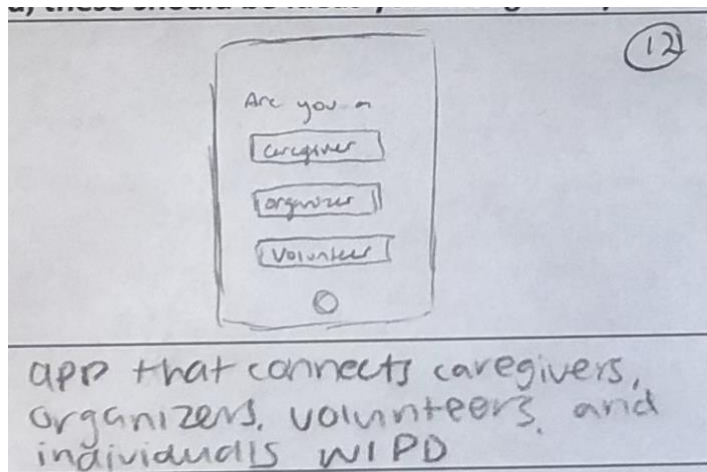 12
Are you a
caregiver
organizer
Volunteer
app that connects caregivers,
organizers, volunteers, and
individuals w/ PD